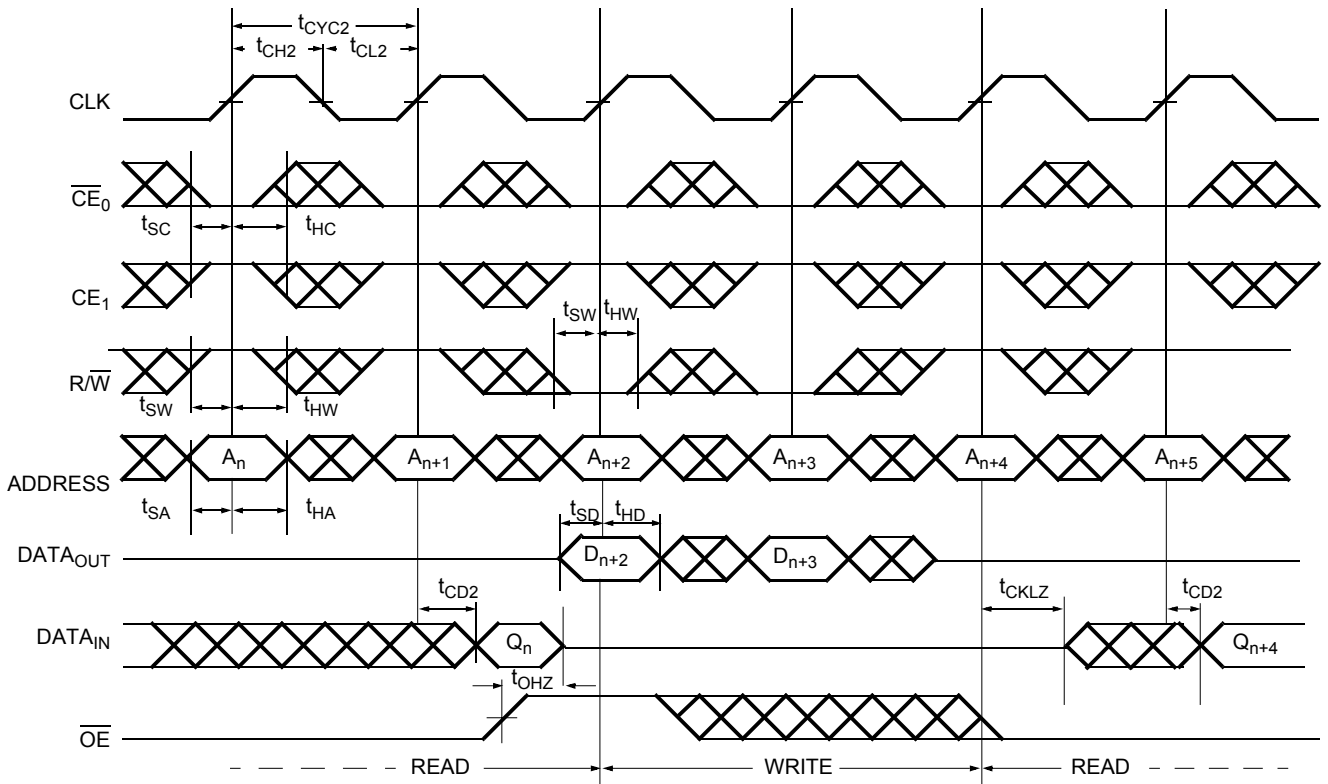 tCYC2
tCH2 tCL2
CLK
CE0
tSC tHC
CE1
tSW tHW
R/W
tSW tHW
An An+1 An+2 An+3 An+4 An+5
ADDRESS
tSA tHA
tSD tHD
DATAOUT Dn+2 Dn+3
tCD2 tCKLZ tCD2
DATAIN Qn Qn+4
tOHZ
OE
READ WRITE READ